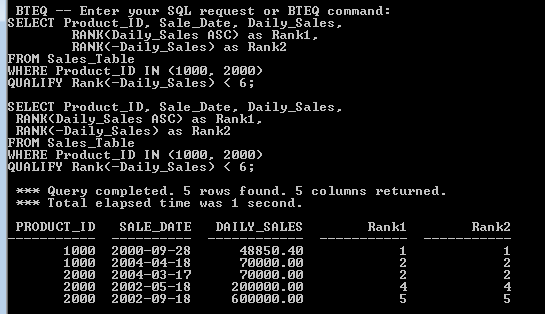 BTEQ -- Enter your SQL request or BTEQ command:
SELECT Product_ID, Sale_Date, Daily_Sales,
RANK(Daily_Sales ASC) as Rank1,
RANK(-Daily_Sales) as Rank2
FROM Sales_Table
WHERE Product_ID IN (1000, 2000)
QUALIFY Rank(-Daily_Sales) < 6;
SELECT Product_ID, Sale_Date, Daily_Sales,
RANK(Daily_Sales ASC) as Rank1,
RANK(-Daily_Sales) as Rank2
FROM Sales_Table
WHERE Product_ID IN (1000, 2000)
QUALIFY Rank(-Daily_Sales) < 6;
*** Query completed. 5 rows found. 5 columns returned.
*** Total elapsed time was 1 second.
PRODUCT_ID SALE_DATE DAILY_SALES Rank1 Rank2
----------- ---------- ----------- ----------- -----------
1000 2000-09-28 48850.40 1 1
1000 2004-04-18 70000.00 2 2
2000 2004-03-17 70000.00 2 2
2000 2002-05-18 200000.00 4 4
2000 2002-09-18 600000.00 5 5